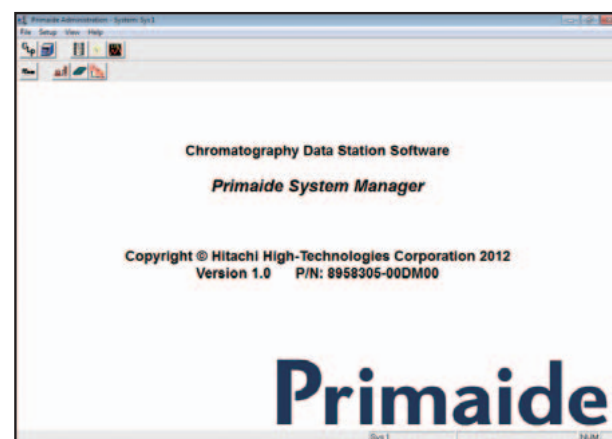 Primaide Administration - System: Sys1
File Setup View Help
Chromatography Data Station Software
Primaide System Manager
Copyright © Hitachi High-Technologies Corporation 2012
Version 1.0 P/N: 8958305-00DM00
Primaide
Sys1 NUM